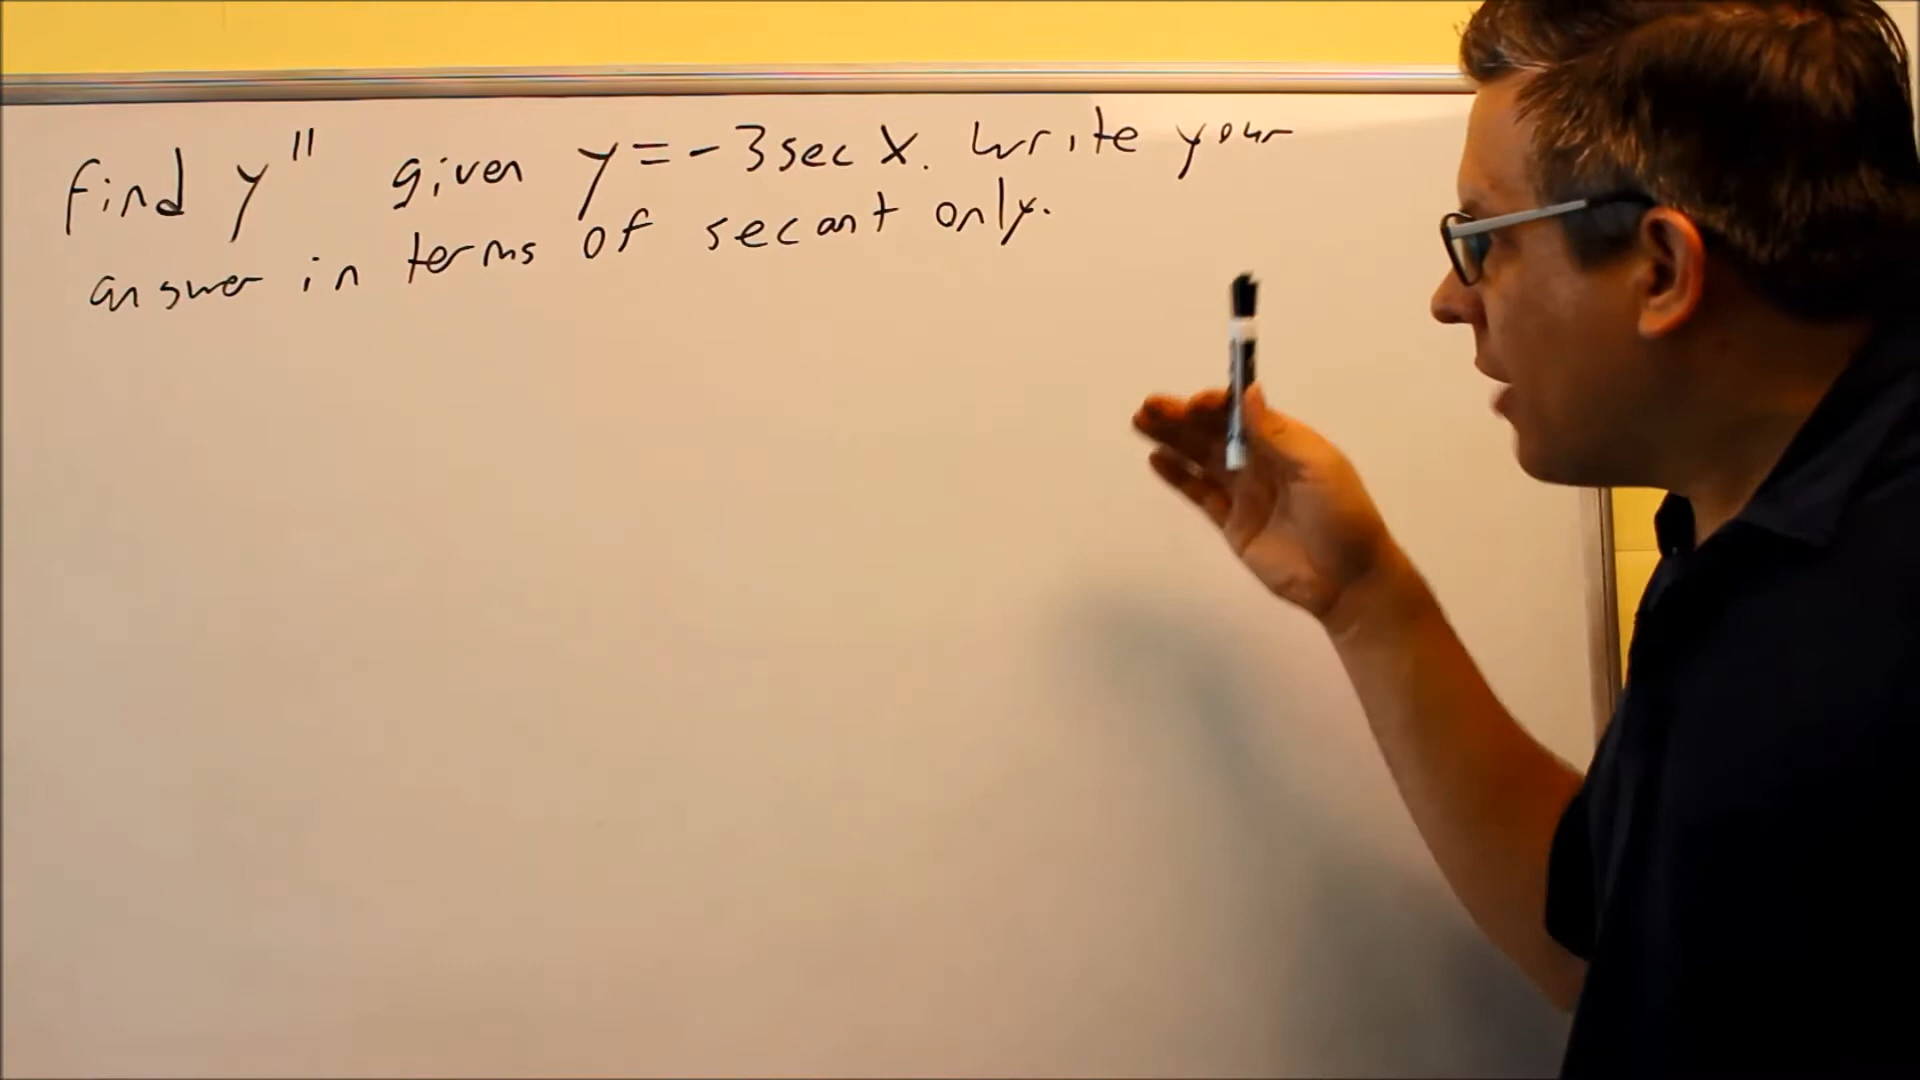 find y" given y=-3sec x. Write your
answer in terms of secant only.